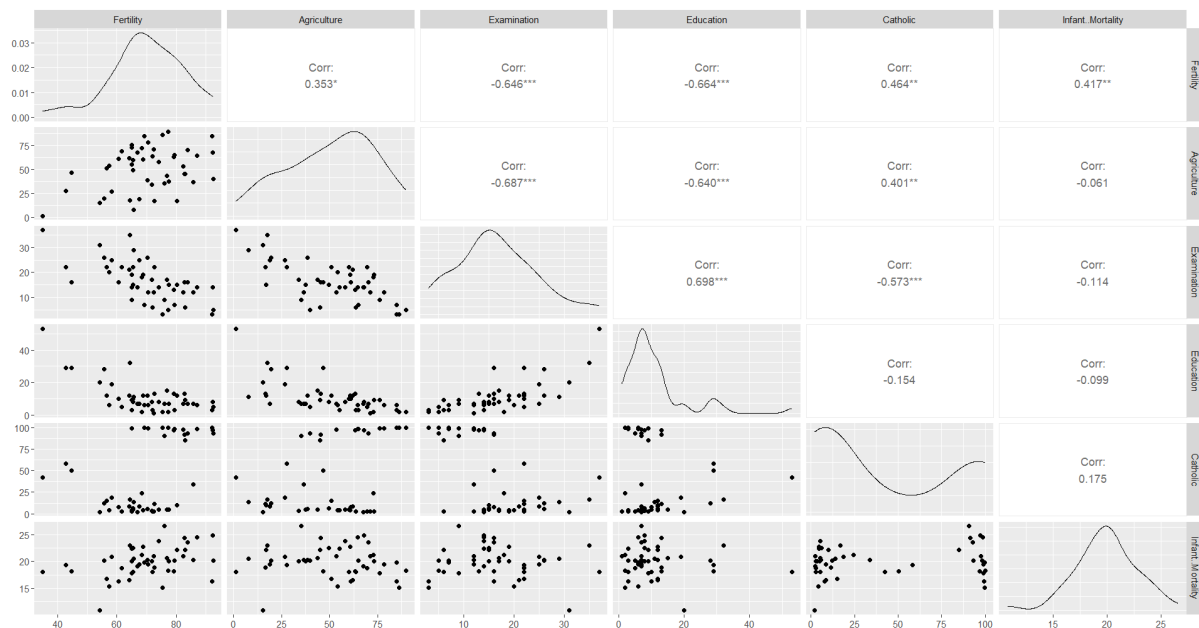 Fertility Agriculture Examination Education Catholic Infant.Mortality
0.03
0.02
0.01
0.00
Corr:
0.353*
Corr:
-0.646***
Corr:
-0.664***
Corr:
0.464**
Corr:
0.417**
Fertility
75
50
25
0
Corr:
-0.687***
Corr:
-0.640***
Corr:
0.401**
Corr:
-0.061
Agriculture
30
20
10
Corr:
0.698***
Corr:
-0.573***
Corr:
-0.114
Examination
40
20
0
Corr:
-0.154
Corr:
-0.099
Education
100
75
50
25
0
Corr:
0.175
Catholic
25
20
15
Infant.Mortality
40 60 80 0 25 50 75 10 20 30 0 20 40 0 25 50 75 100 15 20 25